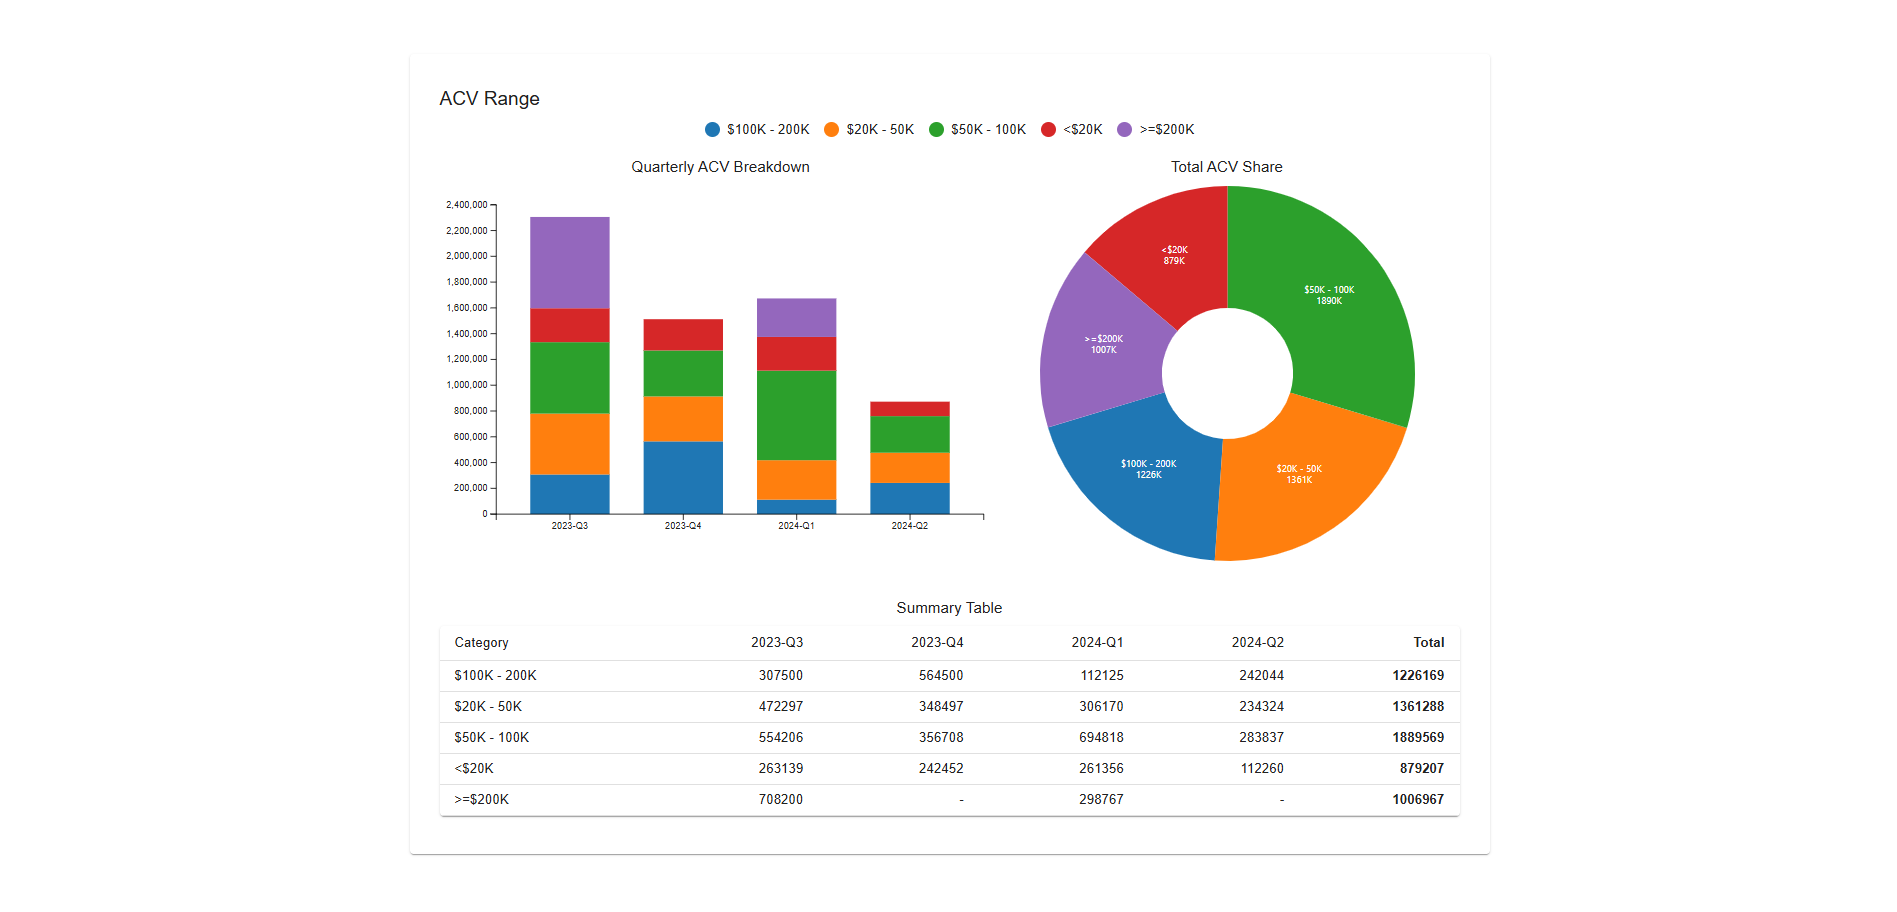 ACV Range
$100K - 200K $20K - 50K $50K - 100K <$20K >=$200K
Quarterly ACV Breakdown
2,400,000
2,200,000
2,000,000
1,800,000
1,600,000
1,400,000
1,200,000
1,000,000
800,000
600,000
400,000
200,000
0
2023-Q3 2023-Q4 2024-Q1 2024-Q2
Total ACV Share
<$20K
879K
$50K - 100K
1890K
>=$200K
1007K
$100K - 200K
1226K
$20K - 50K
1361K
Summary Table
Category 2023-Q3 2023-Q4 2024-Q1 2024-Q2 Total
$100K - 200K 307500 564500 112125 242044 1226169
$20K - 50K 472297 348497 306170 234324 1361288
$50K - 100K 554206 356708 694818 283837 1889569
<$20K 263139 242452 261356 112260 879207
>=$200K 708200 - 298767 - 1006967